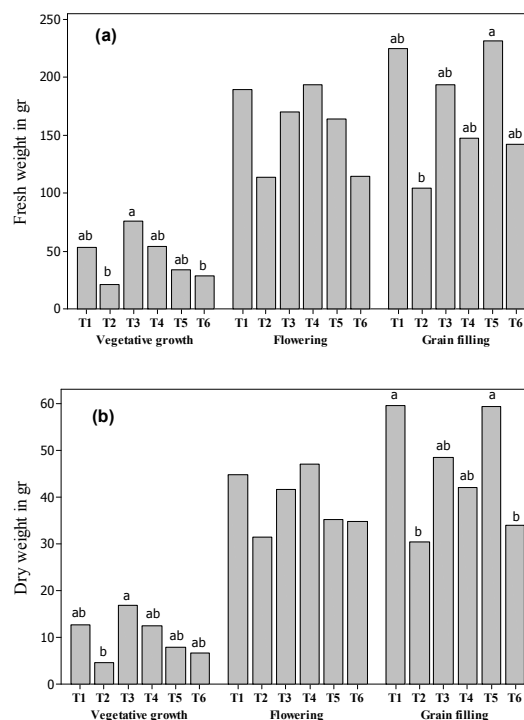 (a)
Fresh weight in gr
250
200
150
100
50
0
ab b a ab ab b
ab b ab ab a ab
T1 T2 T3 T4 T5 T6 T1 T2 T3 T4 T5 T6 T1 T2 T3 T4 T5 T6
Vegetative growth Flowering Grain filling
(b)
Dry weight in gr
60
50
40
30
20
10
0
ab b a ab ab ab
a b ab ab a b
T1 T2 T3 T4 T5 T6 T1 T2 T3 T4 T5 T6 T1 T2 T3 T4 T5 T6
Vegetative growth Flowering Grain filling